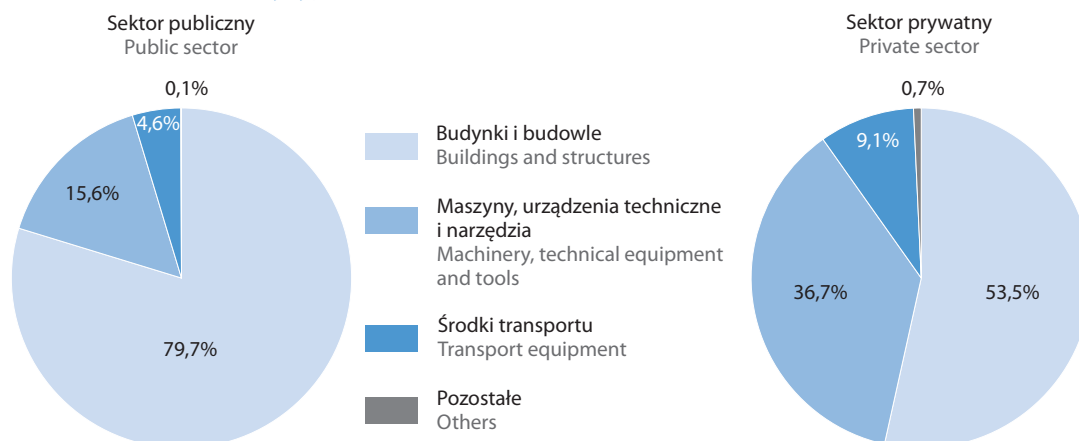 Sektor publiczny
Public sector
0,1%
4,6%
15,6%
79,7%
Budynki i budowle
Buildings and structures
Maszyny, urządzenia techniczne
i narzędzia
Machinery, technical equipment
and tools
Środki transportu
Transport equipment
Pozostałe
Others
Sektor prywatny
Private sector
0,7%
9,1%
36,7%
53,5%